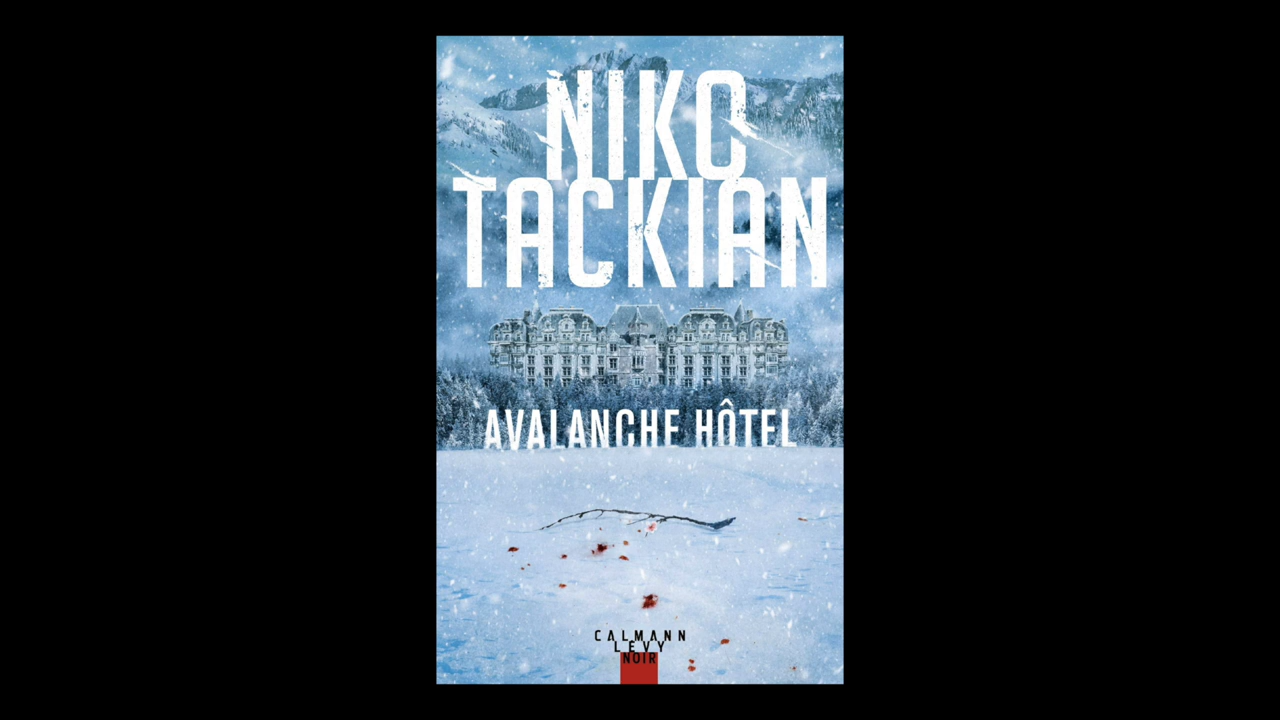 NIKO
TACKIAN
AVALANCHE HÔTEL
CALMANN
LEVY
NOIR